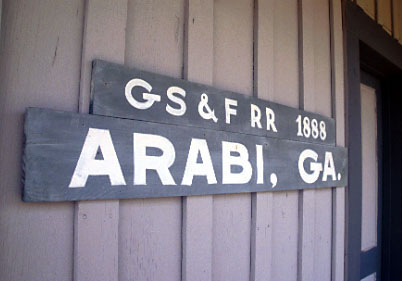 GS&F RR 1888
ARABI, GA.